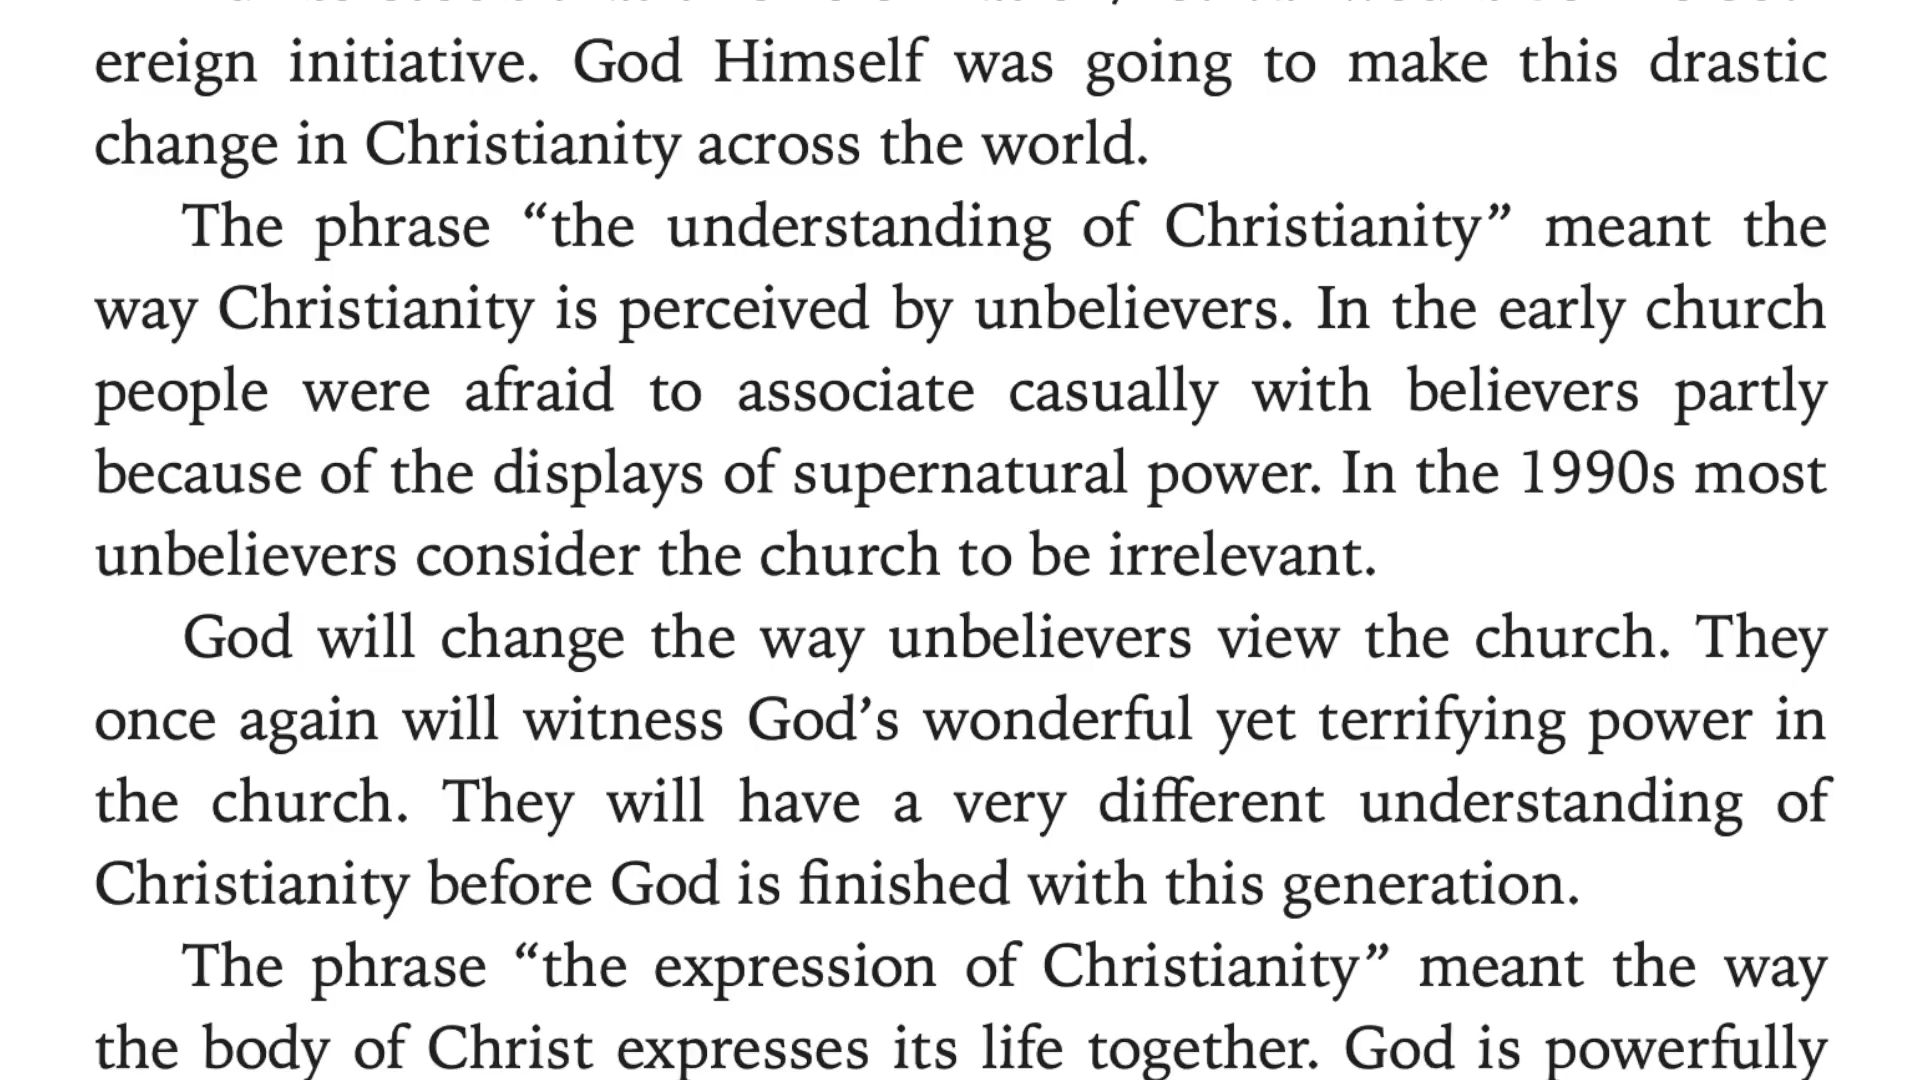 ereign initiative. God Himself was going to make this drastic
change in Christianity across the world.
The phrase “the understanding of Christianity” meant the
way Christianity is perceived by unbelievers. In the early church
people were afraid to associate casually with believers partly
because of the displays of supernatural power. In the 1990s most
unbelievers consider the church to be irrelevant.
God will change the way unbelievers view the church. They
once again will witness God’s wonderful yet terrifying power in
the church. They will have a very different understanding of
Christianity before God is finished with this generation.
The phrase “the expression of Christianity” meant the way
the body of Christ expresses its life together. God is powerfully